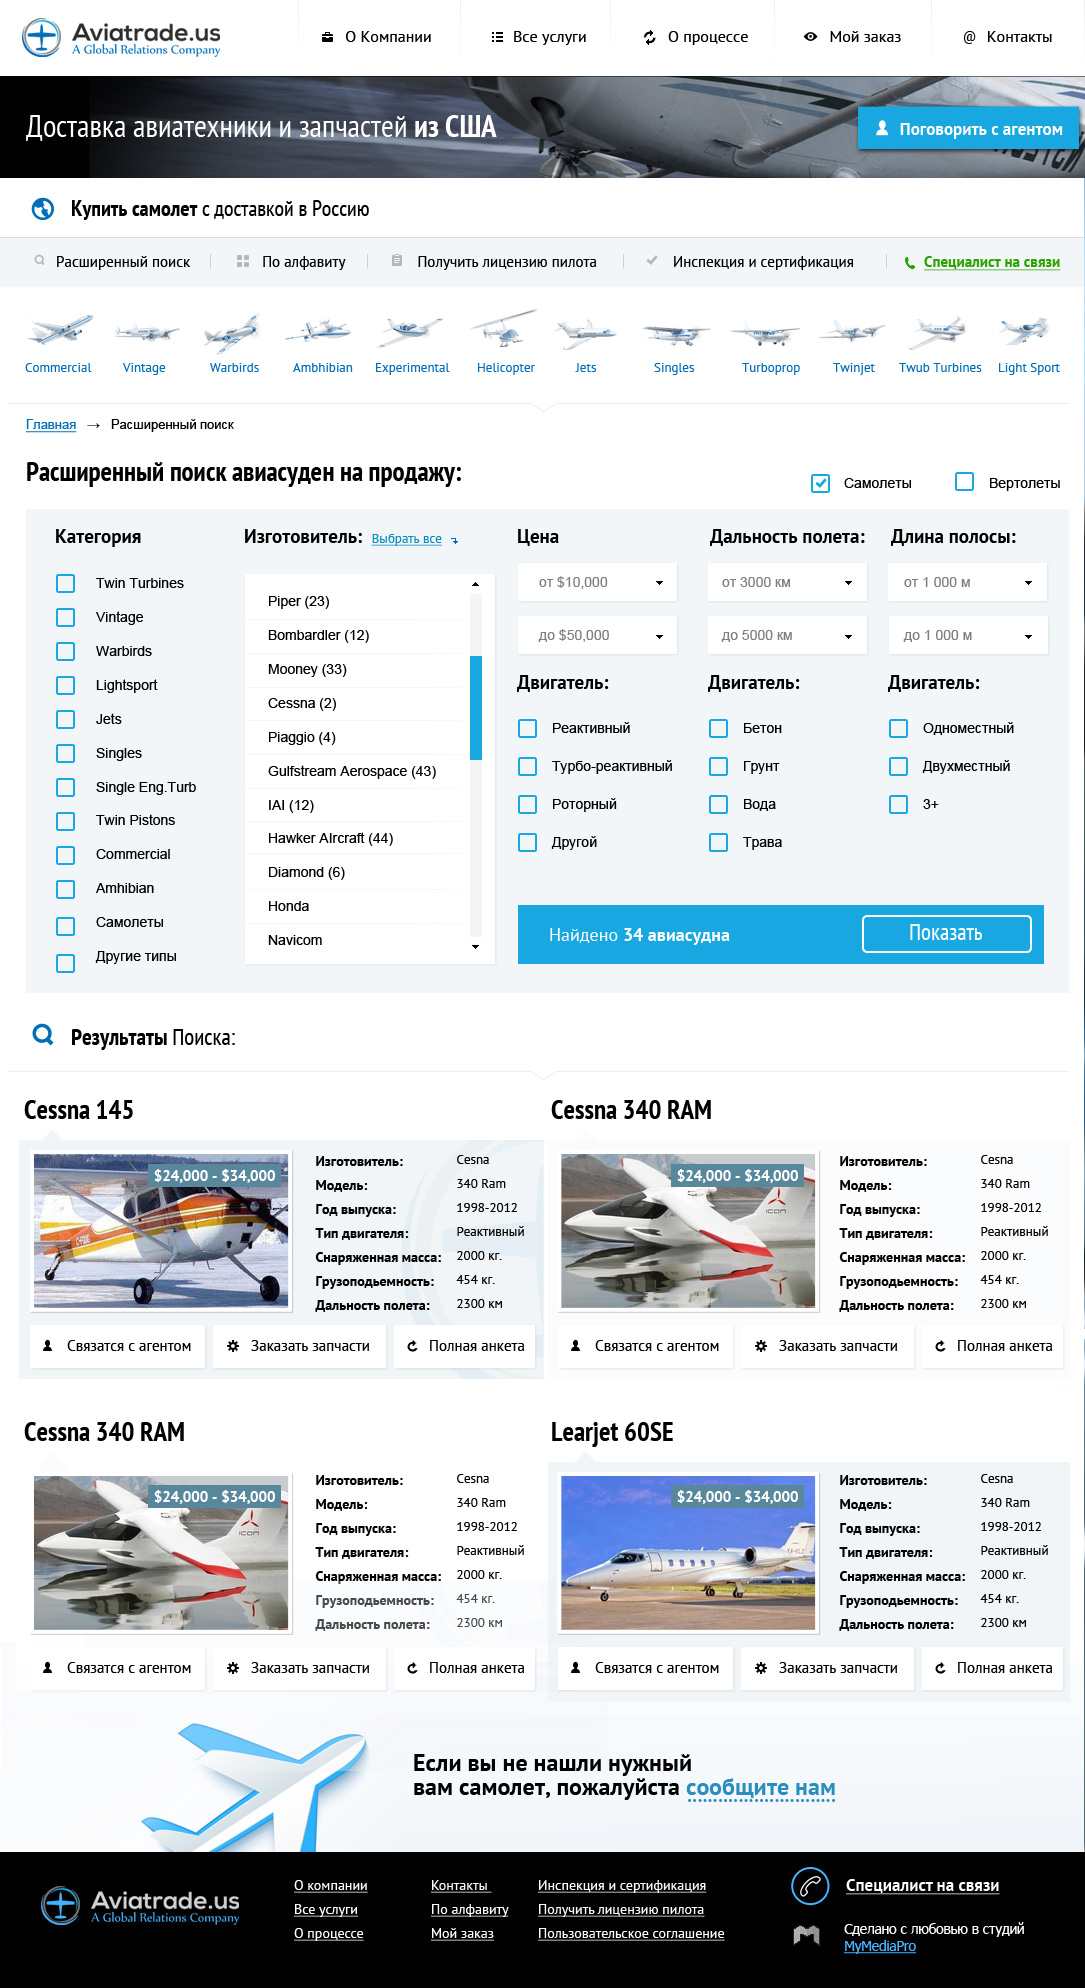 Aviatrade.us
A Global Relations Company
О Компании
Все услуги
О процессе
Мой заказ
@ Контакты
Доставка авиатехники и запчастей из США
Поговорить с агентом
Купить самолет с доставкой в Россию
Расширенный поиск
По алфавиту
Получить лицензию пилота
Инспекция и сертификация
Специалист на связи
Commercial
Vintage
Warbirds
Ambhibian
Experimental
Helicopter
Jets
Singles
Turboprop
Twinjet
Twub Turbines
Light Sport
Главная → Расширенный поиск
Расширенный поиск авиасуден на продажу:
Самолеты
Вертолеты
Категория
Twin Turbines
Vintage
Warbirds
Lightsport
Jets
Singles
Single Eng.Turb
Twin Pistons
Commercial
Amhibian
Самолеты
Другие типы
Изготовитель: Выбрать все
Piper (23)
Bombardler (12)
Mooney (33)
Cessna (2)
Piaggio (4)
Gulfstream Aerospace (43)
IAI (12)
Hawker AIrcraft (44)
Diamond (6)
Honda
Navicom
Цена
от $10,000
до $50,000
Дальность полета:
от 3000 км
до 5000 км
Длина полосы:
от 1 000 м
до 1 000 м
Двигатель:
Реактивный
Турбо-реактивный
Роторный
Другой
Двигатель:
Бетон
Грунт
Вода
Трава
Двигатель:
Одноместный
Двухместный
3+
Найдено 34 авиасудна
Показать
Результаты Поиска:
Cessna 145
$24,000 - $34,000
Изготовитель: Cesna
Модель: 340 Ram
Год выпуска: 1998-2012
Тип двигателя: Реактивный
Снаряженная масса: 2000 кг.
Грузоподьемность: 454 кг.
Дальность полета: 2300 км
Связатся с агентом
Заказать запчасти
Полная анкета
Cessna 340 RAM
$24,000 - $34,000
ICON
Изготовитель: Cesna
Модель: 340 Ram
Год выпуска: 1998-2012
Тип двигателя: Реактивный
Снаряженная масса: 2000 кг.
Грузоподьемность: 454 кг.
Дальность полета: 2300 км
Связатся с агентом
Заказать запчасти
Полная анкета
Cessna 340 RAM
$24,000 - $34,000
ICON
Изготовитель: Cesna
Модель: 340 Ram
Год выпуска: 1998-2012
Тип двигателя: Реактивный
Снаряженная масса: 2000 кг.
Грузоподьемность: 454 кг.
Дальность полета: 2300 км
Связатся с агентом
Заказать запчасти
Полная анкета
Learjet 60SE
$24,000 - $34,000
Изготовитель: Cesna
Модель: 340 Ram
Год выпуска: 1998-2012
Тип двигателя: Реактивный
Снаряженная масса: 2000 кг.
Грузоподьемность: 454 кг.
Дальность полета: 2300 км
Связатся с агентом
Заказать запчасти
Полная анкета
Если вы не нашли нужный
вам самолет, пожалуйста сообщите нам
Aviatrade.us
A Global Relations Company
О компании
Все услуги
О процессе
Контакты
По алфавиту
Мой заказ
Инспекция и сертификация
Получить лицензию пилота
Пользовательское соглашение
Специалист на связи
Сделано с любовью в студий
MyMediaPro